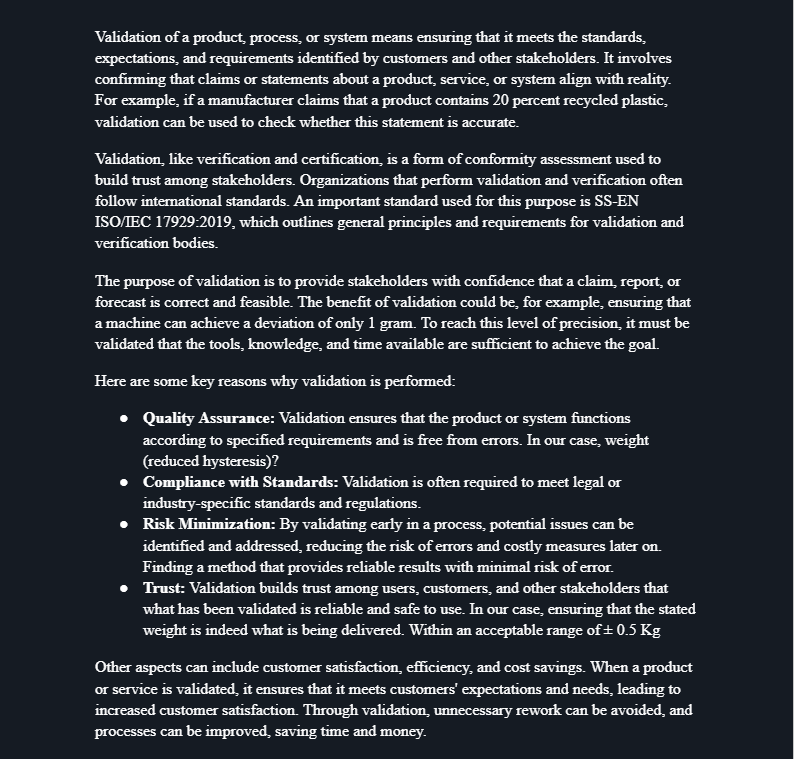 Validation of a product, process, or system means ensuring that it meets the standards,
expectations, and requirements identified by customers and other stakeholders. It involves
confirming that claims or statements about a product, service, or system align with reality.
For example, if a manufacturer claims that a product contains 20 percent recycled plastic,
validation can be used to check whether this statement is accurate.
Validation, like verification and certification, is a form of conformity assessment used to
build trust among stakeholders. Organizations that perform validation and verification often
follow international standards. An important standard used for this purpose is SS-EN
ISO/IEC 17929:2019, which outlines general principles and requirements for validation and
verification bodies.
The purpose of validation is to provide stakeholders with confidence that a claim, report, or
forecast is correct and feasible. The benefit of validation could be, for example, ensuring that
a machine can achieve a deviation of only 1 gram. To reach this level of precision, it must be
validated that the tools, knowledge, and time available are sufficient to achieve the goal.
Here are some key reasons why validation is performed:
● Quality Assurance: Validation ensures that the product or system functions
according to specified requirements and is free from errors. In our case, weight
(reduced hysteresis)?
● Compliance with Standards: Validation is often required to meet legal or
industry-specific standards and regulations.
● Risk Minimization: By validating early in a process, potential issues can be
identified and addressed, reducing the risk of errors and costly measures later on.
Finding a method that provides reliable results with minimal risk of error.
● Trust: Validation builds trust among users, customers, and other stakeholders that
what has been validated is reliable and safe to use. In our case, ensuring that the stated
weight is indeed what is being delivered. Within an acceptable range of ± 0.5 Kg
Other aspects can include customer satisfaction, efficiency, and cost savings. When a product
or service is validated, it ensures that it meets customers' expectations and needs, leading to
increased customer satisfaction. Through validation, unnecessary rework can be avoided, and
processes can be improved, saving time and money.